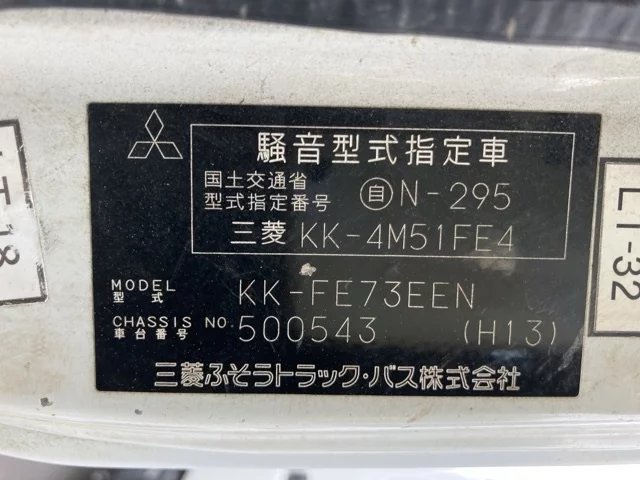 騒音型式指定車
国土交通省
型式指定番号 自 N-295
三菱 KK-4M51FE4
MODEL KK-FE73EEN
型式
CHASSIS NO. 500543 (H13)
車台番号
三菱ふそうトラック・バス株式会社
LT-32